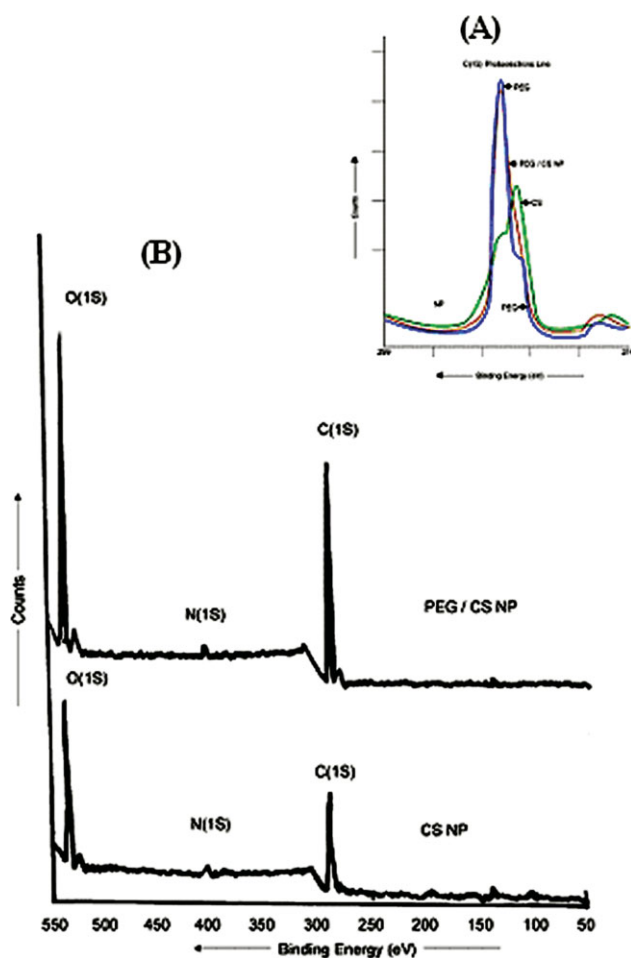 (A)
C(1S) Photoelectrons Line
PEG
PEG / CS NP
CS
NP
PEG
Counts
Binding Energy (eV)
(B)
O(1S)
C(1S)
N(1S)
PEG / CS NP
Counts
O(1S)
C(1S)
N(1S)
CS NP
550 500 450 400 350 300 250 200 150 100 50
Binding Energy (eV)